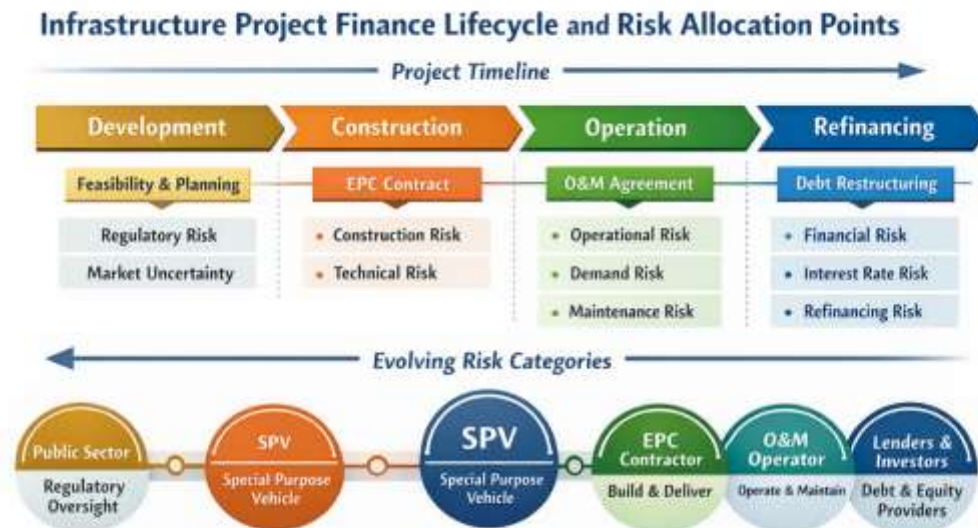 Infrastructure Project Finance Lifecycle and Risk Allocation Points
Project Timeline
Development
Construction
Operation
Refinancing
Feasibility & Planning
EPC Contract
O&M Agreement
Debt Restructuring
Regulatory Risk
Market Uncertainty
• Construction Risk
• Technical Risk
• Operational Risk
• Demand Risk
• Maintenance Risk
• Financial Risk
• Interest Rate Risk
• Refinancing Risk
Evolving Risk Categories
Public Sector
Regulatory
Oversight
SPV
Special Purpose
Vehicle
SPV
Special Purpose
Vehicle
EPC
Contractor
Build & Deliver
O&M
Operator
Operate & Maintain
Lenders &
Investors
Debt & Equity
Providers